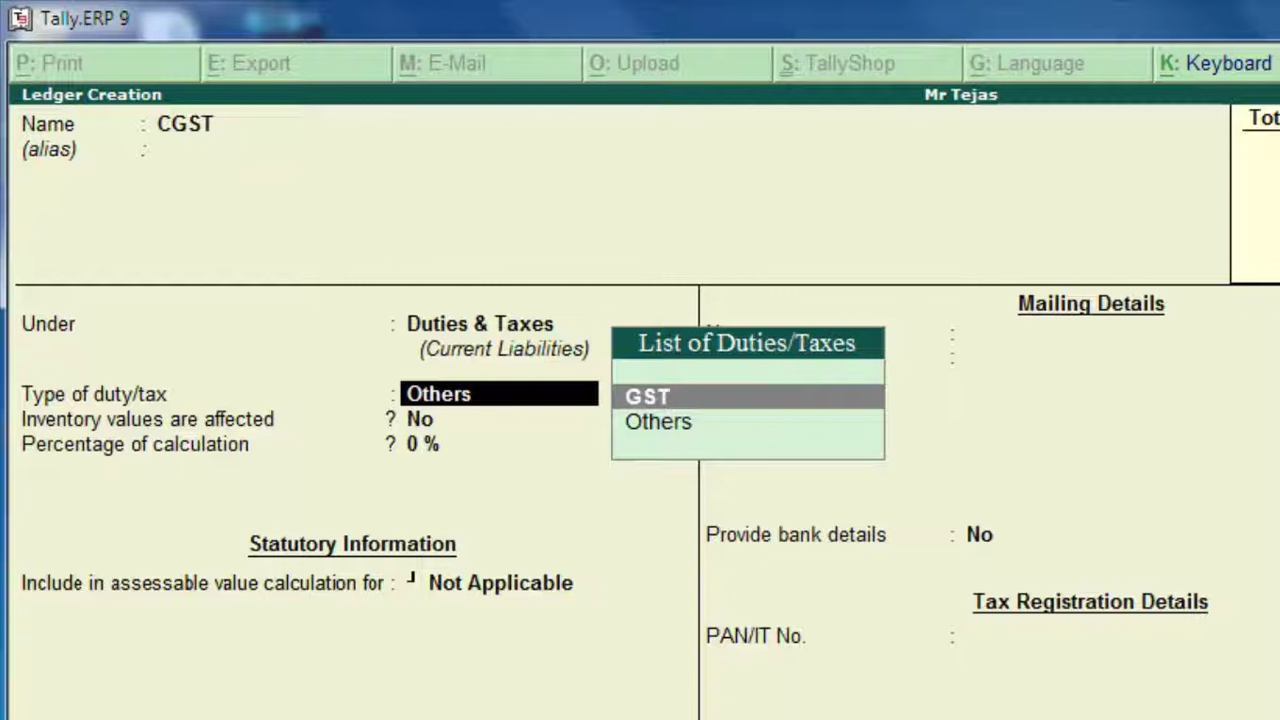 Tally.ERP 9
P: Print E: Export M: E-Mail O: Upload S: TallyShop G: Language K: Keyboard
Ledger Creation Mr Tejas
Name : CGST
(alias) :
Tot
Mailing Details
Under : Duties & Taxes
(Current Liabilities)
List of Duties/Taxes
GST
Others
Type of duty/tax : Others
Inventory values are affected ? No
Percentage of calculation ? 0 %
Provide bank details : No
Statutory Information
Include in assessable value calculation for : Not Applicable
Tax Registration Details
PAN/IT No. :